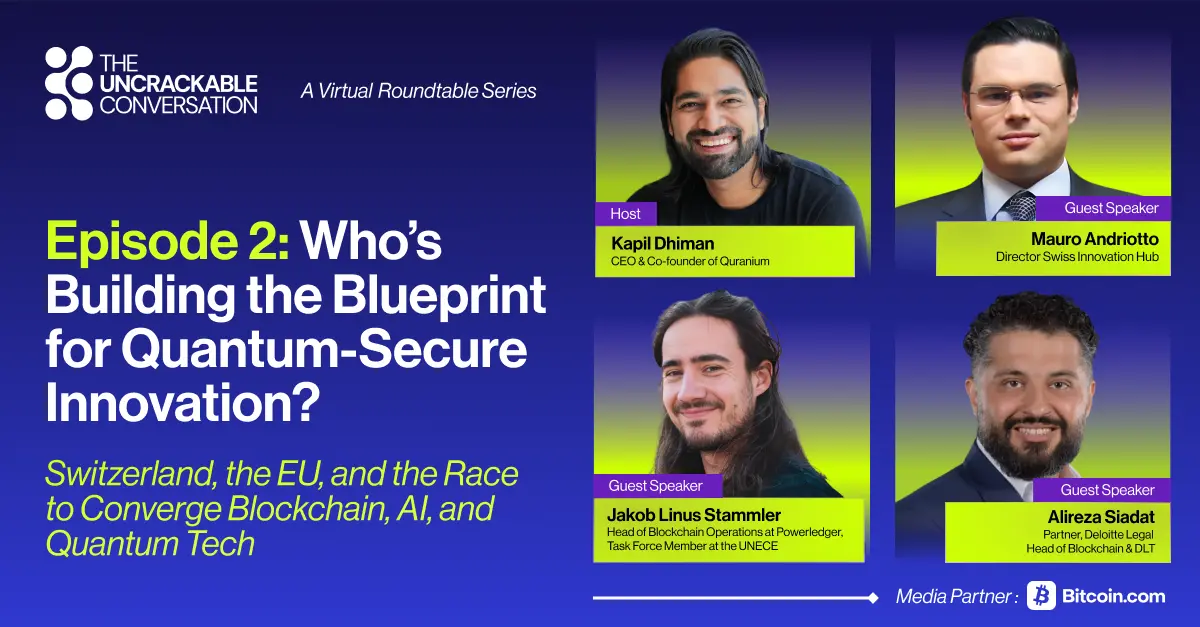 THE
UNCRACKABLE
CONVERSATION
A Virtual Roundtable Series
Episode 2: Who's
Building the Blueprint
for Quantum-Secure
Innovation?
Switzerland, the EU, and the Race
to Converge Blockchain, AI, and
Quantum Tech
Host
Kapil Dhiman
CEO & Co-founder of Quranium
Guest Speaker
Mauro Andriotto
Director Swiss Innovation Hub
Guest Speaker
Jakob Linus Stammler
Head of Blockchain Operations at Powerledger,
Task Force Member at the UNECE
Guest Speaker
Alireza Siadat
Partner, Deloitte Legal
Head of Blockchain & DLT
Media Partner : Bitcoin.com